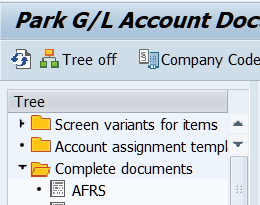 Park G/L Account Doc
Tree off Company Code
Tree
Screen variants for items
Account assignment templ
Complete documents
AFRS